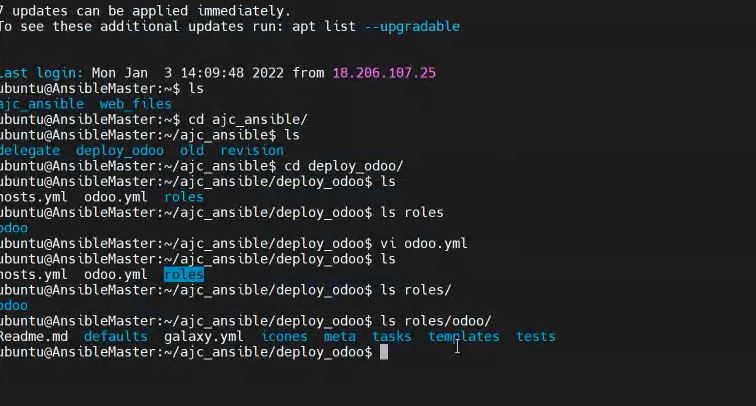 7 updates can be applied immediately.
To see these additional updates run: apt list --upgradable
Last login: Mon Jan  3 14:09:48 2022 from 18.206.107.25
ubuntu@AnsibleMaster:~$ ls
ajc_ansible  web_files
ubuntu@AnsibleMaster:~$ cd ajc_ansible/
ubuntu@AnsibleMaster:~/ajc_ansible$ ls
delegate  deploy_odoo  old  revision
ubuntu@AnsibleMaster:~/ajc_ansible$ cd deploy_odoo/
ubuntu@AnsibleMaster:~/ajc_ansible/deploy_odoo$ ls
hosts.yml  odoo.yml  roles
ubuntu@AnsibleMaster:~/ajc_ansible/deploy_odoo$ ls roles
odoo
ubuntu@AnsibleMaster:~/ajc_ansible/deploy_odoo$ vi odoo.yml
ubuntu@AnsibleMaster:~/ajc_ansible/deploy_odoo$ ls
hosts.yml  odoo.yml  roles
ubuntu@AnsibleMaster:~/ajc_ansible/deploy_odoo$ ls roles/
odoo
ubuntu@AnsibleMaster:~/ajc_ansible/deploy_odoo$ ls roles/odoo/
Readme.md  defaults  galaxy.yml  icones  meta  tasks  templates  tests
ubuntu@AnsibleMaster:~/ajc_ansible/deploy_odoo$